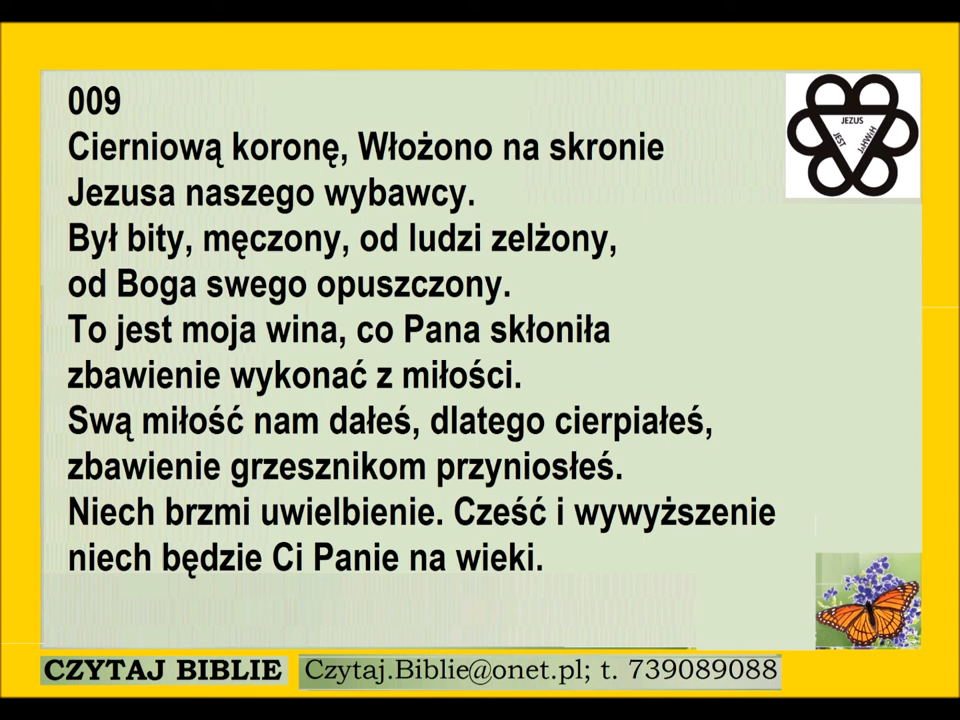 009
Cierniową koronę, Włożono na skronie
Jezusa naszego wybawcy.
Był bity, męczony, od ludzi zelżony,
od Boga swego opuszczony.
To jest moja wina, co Pana skłoniła
zbawienie wykonać z miłości.
Swą miłość nam dałeś, dlatego cierpiałeś,
zbawienie grzesznikom przyniosłeś.
Niech brzmi uwielbienie. Cześć i wywyższenie
niech będzie Ci Panie na wieki.
JEZUS
JEST
JaHWiH
CZYTAJ BIBLIE
Czytaj.Biblie@onet.pl; t. 739089088